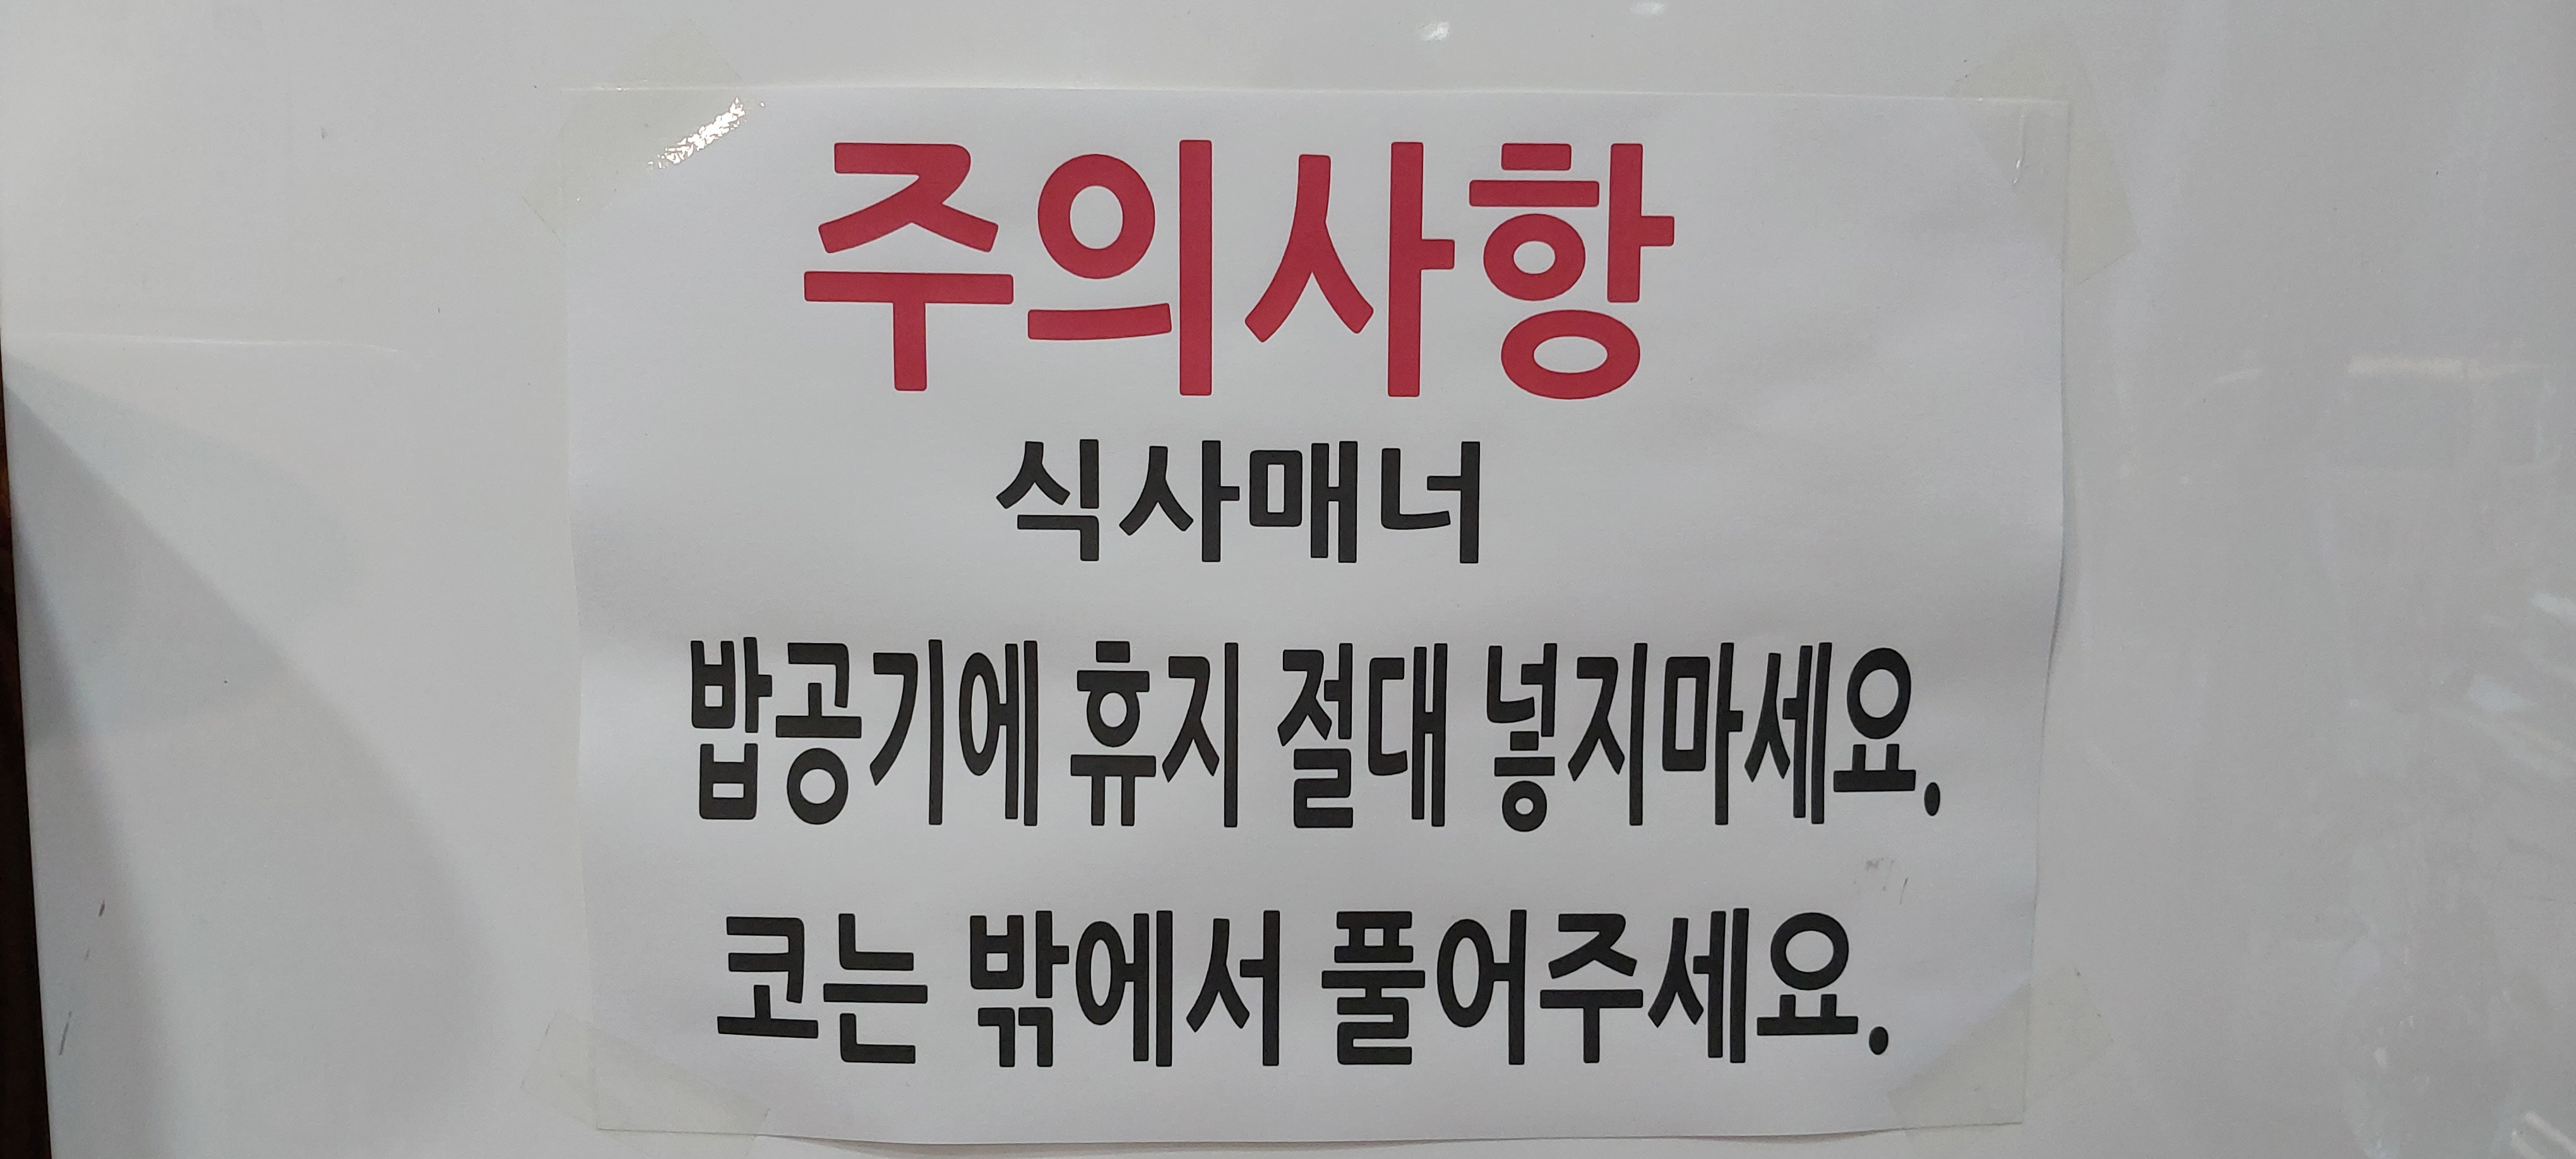 주의사항
식사매너
밥공기에 휴지 절대 넣지마세요.
코는 밖에서 풀어주세요.